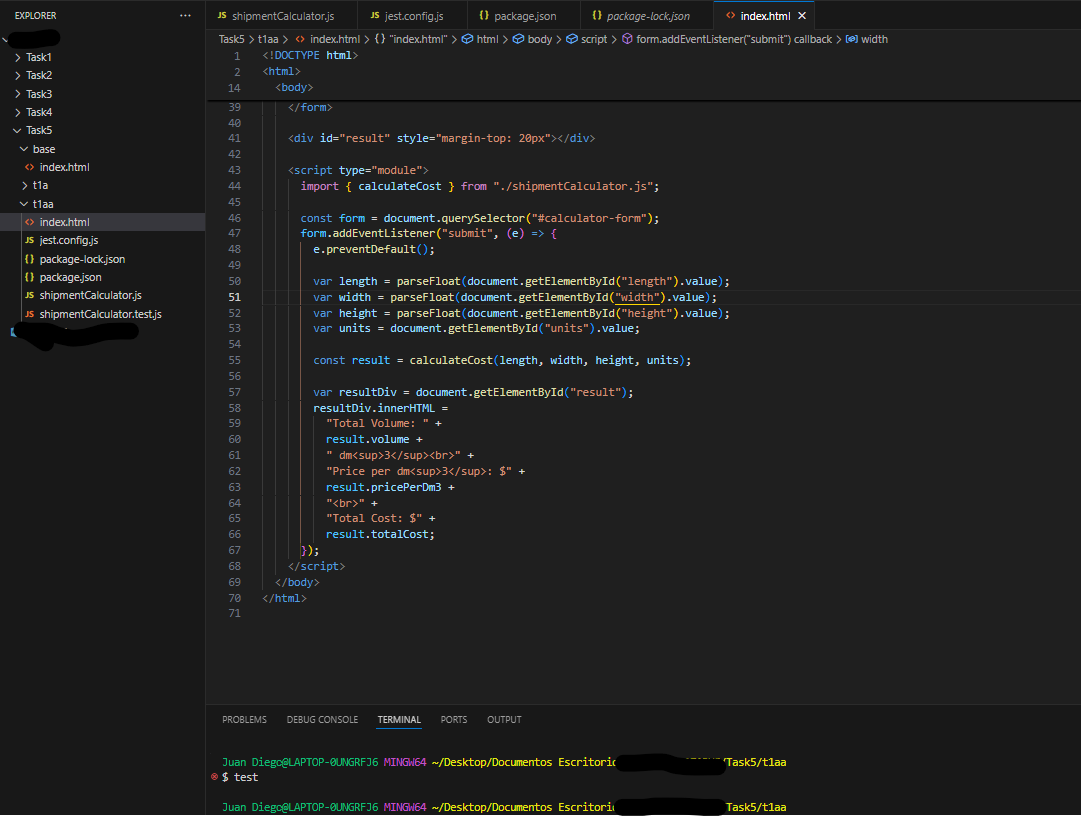 EXPLORER
Task1
Task2
Task3
Task4
Task5
base
index.html
t1a
t1aa
index.html
jest.config.js
package-lock.json
package.json
shipmentCalculator.js
shipmentCalculator.test.js
shipmentCalculator.js jest.config.js package.json package-lock.json index.html
Task5 > t1aa > index.html > {} "index.html" > html > body > script > form.addEventListener("submit") callback > width
1 <!DOCTYPE html>
2 <html>
14 <body>
39 </form>
40
41 <div id="result" style="margin-top: 20px"></div>
42
43 <script type="module">
44 import { calculateCost } from "./shipmentCalculator.js";
45
46 const form = document.querySelector("#calculator-form");
47 form.addEventListener("submit", (e) => {
48 e.preventDefault();
49
50 var length = parseFloat(document.getElementById("length").value);
51 var width = parseFloat(document.getElementById("width").value);
52 var height = parseFloat(document.getElementById("height").value);
53 var units = document.getElementById("units").value;
54
55 const result = calculateCost(length, width, height, units);
56
57 var resultDiv = document.getElementById("result");
58 resultDiv.innerHTML =
59 "Total Volume: " +
60 result.volume +
61 " dm<sup>3</sup><br>" +
62 "Price per dm<sup>3</sup>: $" +
63 result.pricePerDm3 +
64 "<br>" +
65 "Total Cost: $" +
66 result.totalCost;
67 });
68 </script>
69 </body>
70 </html>
71
PROBLEMS DEBUG CONSOLE TERMINAL PORTS OUTPUT
Juan Diego@LAPTOP-0UNGRFJ6 MINGW64 ~/Desktop/Documentos Escritorio /Task5/t1aa
$ test
Juan Diego@LAPTOP-0UNGRFJ6 MINGW64 ~/Desktop/Documentos Escritorio /Task5/t1aa